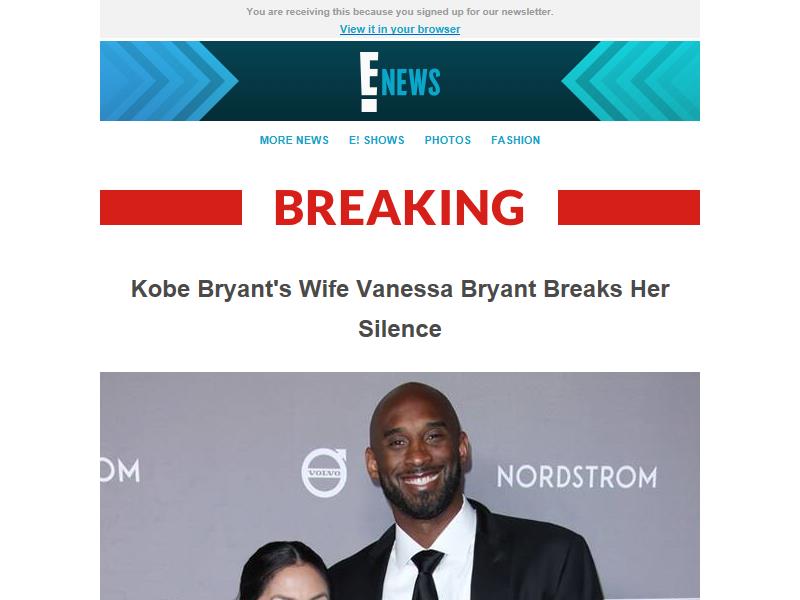 You are receiving this because you signed up for our newsletter.
View it in your browser
E! NEWS
MORE NEWS E! SHOWS PHOTOS FASHION
BREAKING
Kobe Bryant's Wife Vanessa Bryant Breaks Her
Silence
OM VOLVO NORDSTROM